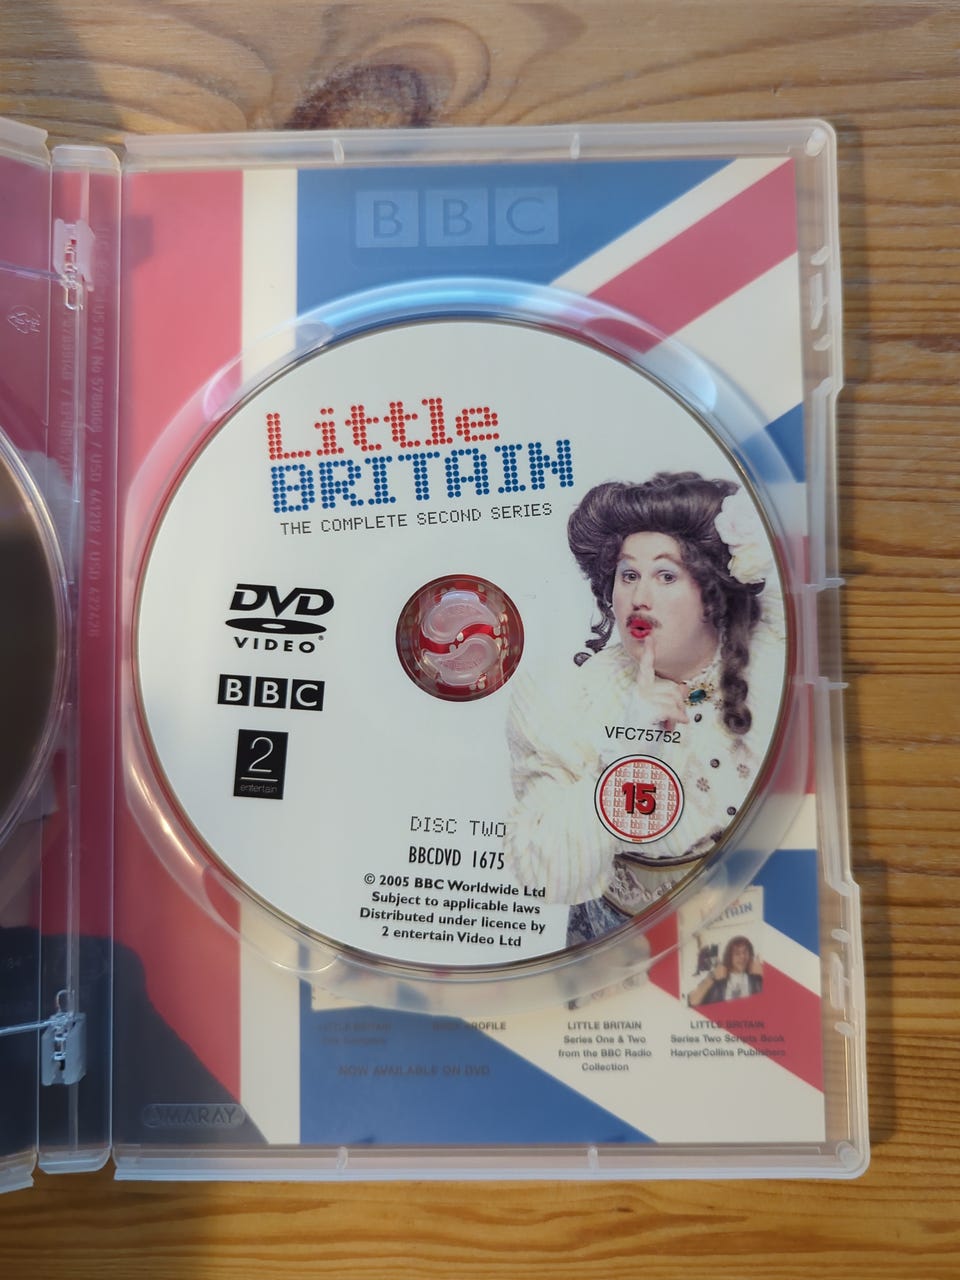 BBC
Little
BRITAIN
THE COMPLETE SECOND SERIES
DVD
VIDEO
BBC
2
entertain
VFC75752
15
DISC TWO
BBCDVD 1675
© 2005 BBC Worldwide Ltd
Subject to applicable laws
Distributed under licence by
2 entertain Video Ltd
BRITAIN
LITTLE BRITAIN
LITTLE BRITAIN
Series One & Two
from the BBC Radio
Collection
LITTLE BRITAIN
Series Two Scripts Book
HarperCollins Publishers
NOW AVAILABLE ON DVD
AMARAY